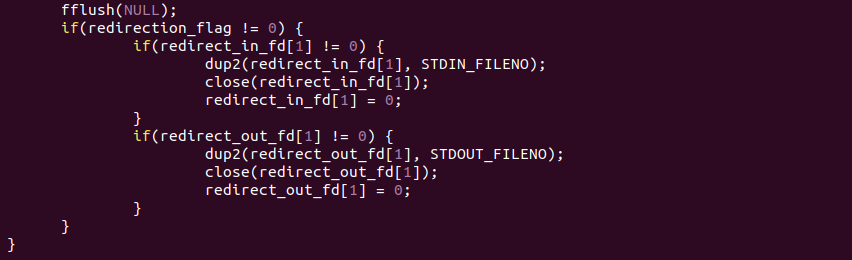 fflush(NULL);
if(redirection_flag != 0) {
if(redirect_in_fd[1] != 0) {
dup2(redirect_in_fd[1], STDIN_FILENO);
close(redirect_in_fd[1]);
redirect_in_fd[1] = 0;
}
if(redirect_out_fd[1] != 0) {
dup2(redirect_out_fd[1], STDOUT_FILENO);
close(redirect_out_fd[1]);
redirect_out_fd[1] = 0;
}
}
}